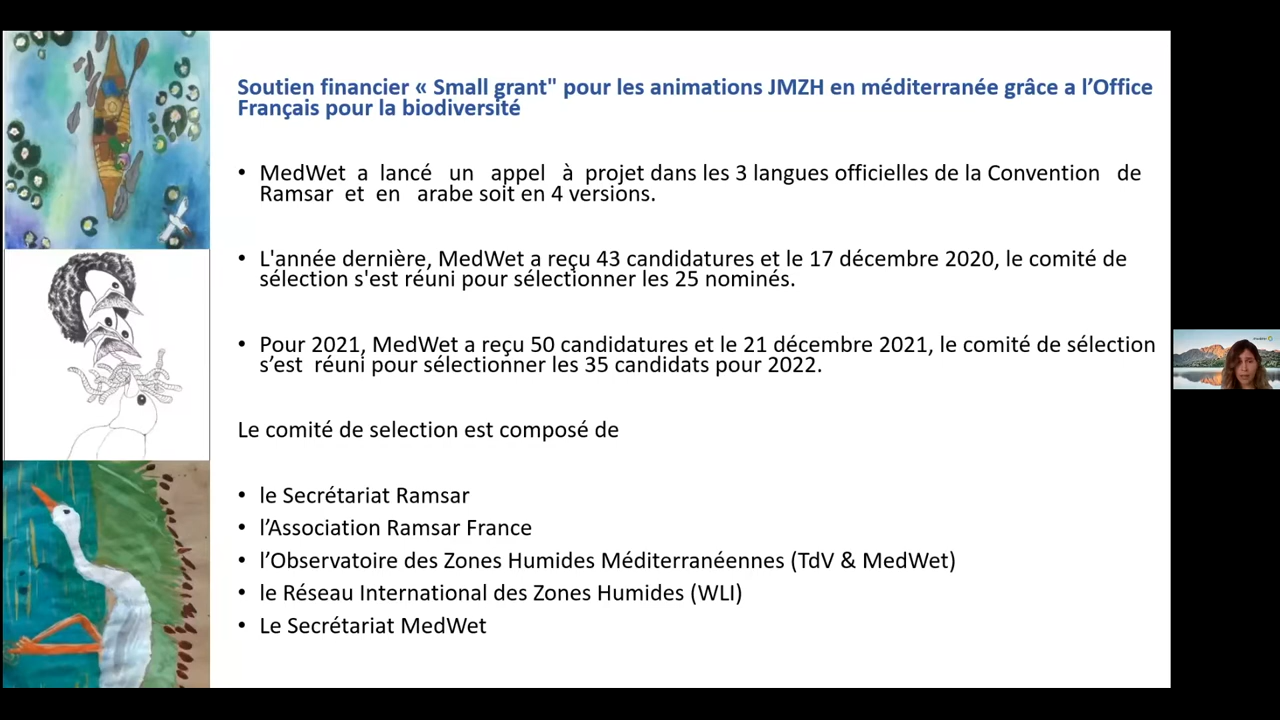 Soutien financier « Small grant" pour les animations JMZH en méditerranée grâce a l’Office
Français pour la biodiversité
• MedWet a lancé un appel à projet dans les 3 langues officielles de la Convention de
Ramsar et en arabe soit en 4 versions.
• L'année dernière, MedWet a reçu 43 candidatures et le 17 décembre 2020, le comité de
sélection s'est réuni pour sélectionner les 25 nominés.
• Pour 2021, MedWet a reçu 50 candidatures et le 21 décembre 2021, le comité de sélection
s’est réuni pour sélectionner les 35 candidats pour 2022.
Le comité de selection est composé de
• le Secrétariat Ramsar
• l’Association Ramsar France
• l’Observatoire des Zones Humides Méditerranéennes (TdV & MedWet)
• le Réseau International des Zones Humides (WLI)
• Le Secrétariat MedWet